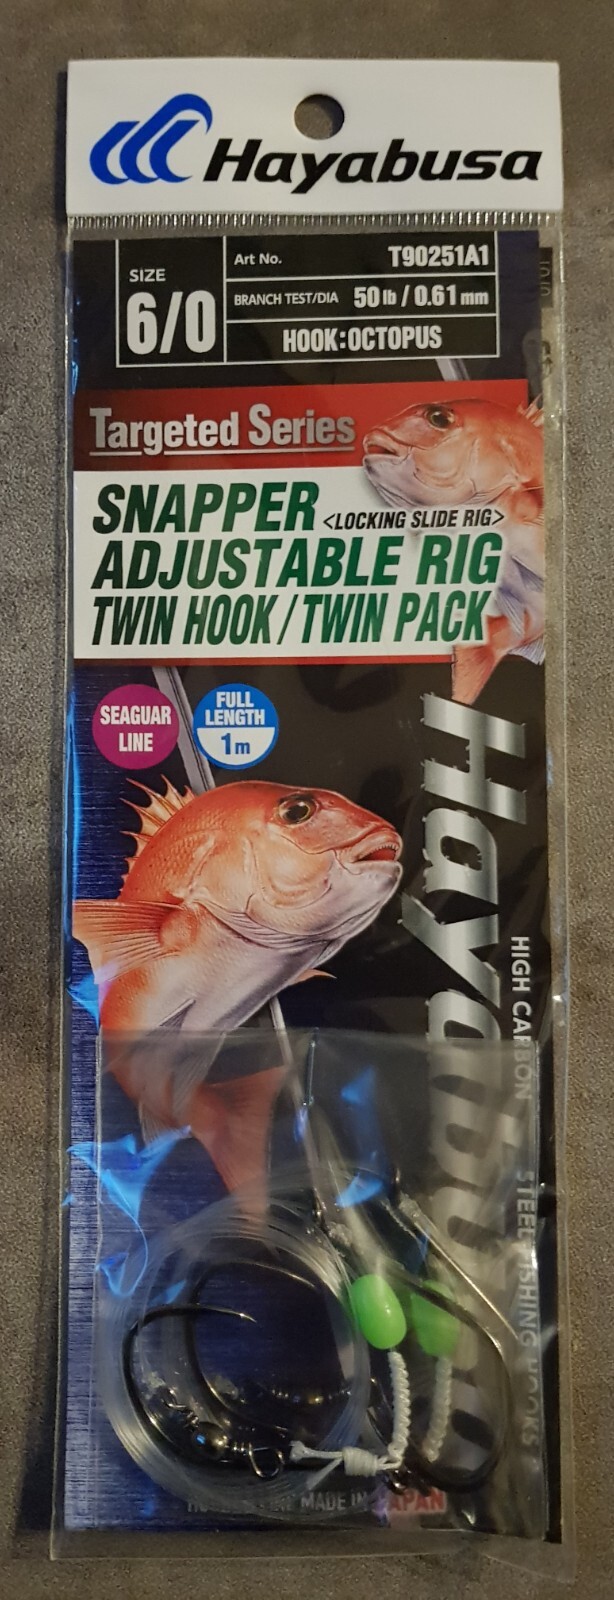 Hayabusa
SIZE
6/0
Art No. T90251A1
BRANCH TEST/DIA 50 lb / 0.61 mm
HOOK:OCTOPUS
Targeted Series
SNAPPER <LOCKING SLIDE RIG>
ADJUSTABLE RIG
TWIN HOOK/TWIN PACK
SEAGUAR
LINE
FULL
LENGTH
1m
Hayabusa
HIGH CARBON STEEL FISHING HOOKS
MADE IN JAPAN